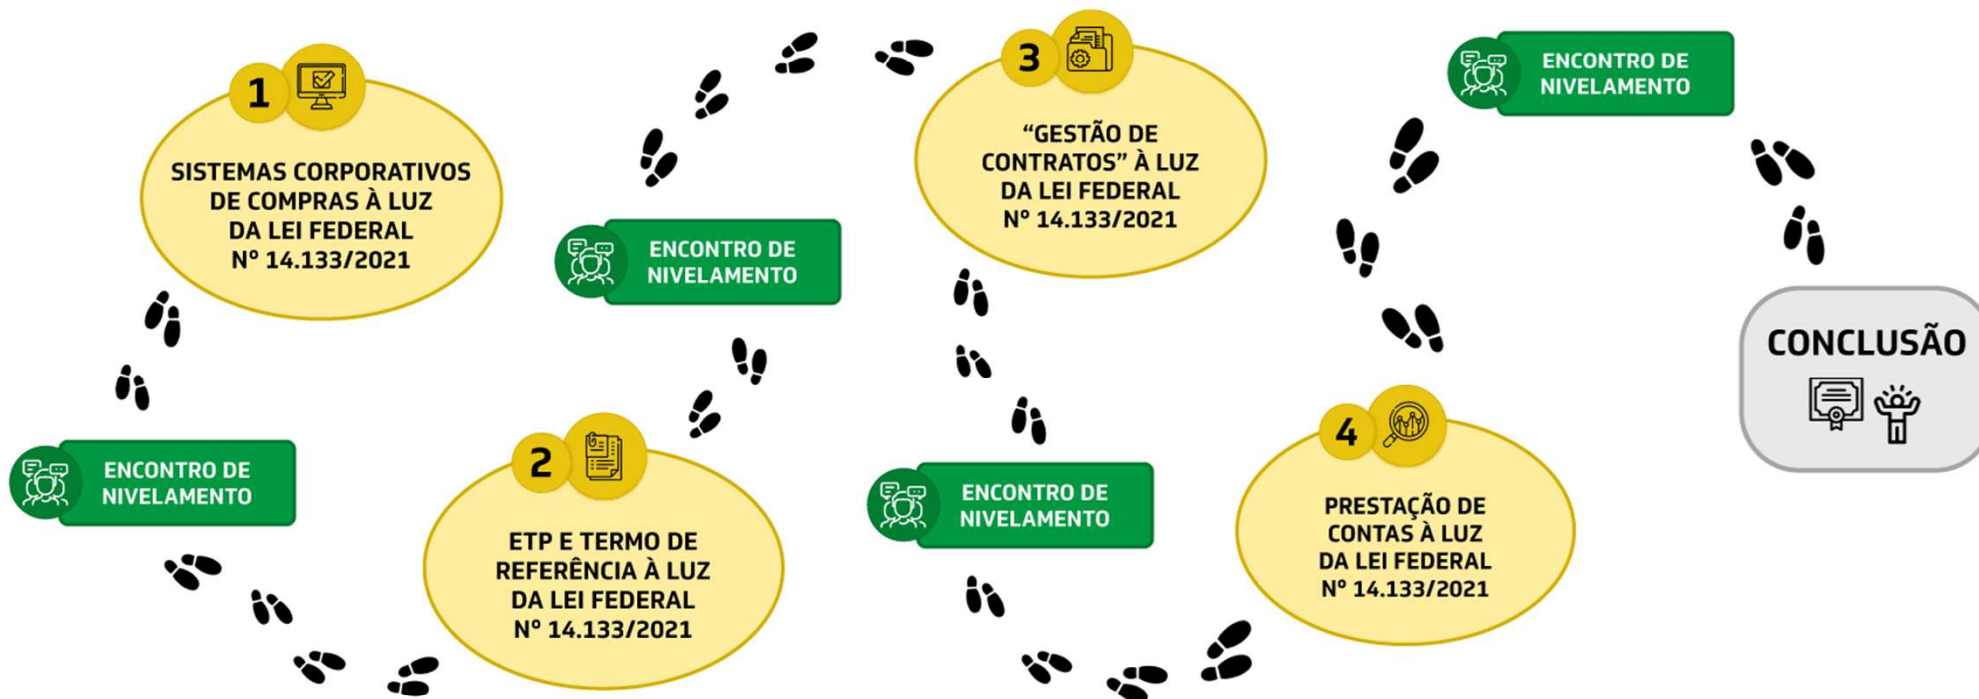 1
SISTEMAS CORPORATIVOS
DE COMPRAS À LUZ
DA LEI FEDERAL
Nº 14.133/2021
ENCONTRO DE
NIVELAMENTO
2
ETP E TERMO DE
REFERÊNCIA À LUZ
DA LEI FEDERAL
Nº 14.133/2021
ENCONTRO DE
NIVELAMENTO
3
“GESTÃO DE
CONTRATOS” À LUZ
DA LEI FEDERAL
Nº 14.133/2021
ENCONTRO DE
NIVELAMENTO
4
PRESTAÇÃO DE
CONTAS À LUZ
DA LEI FEDERAL
Nº 14.133/2021
ENCONTRO DE
NIVELAMENTO
CONCLUSÃO